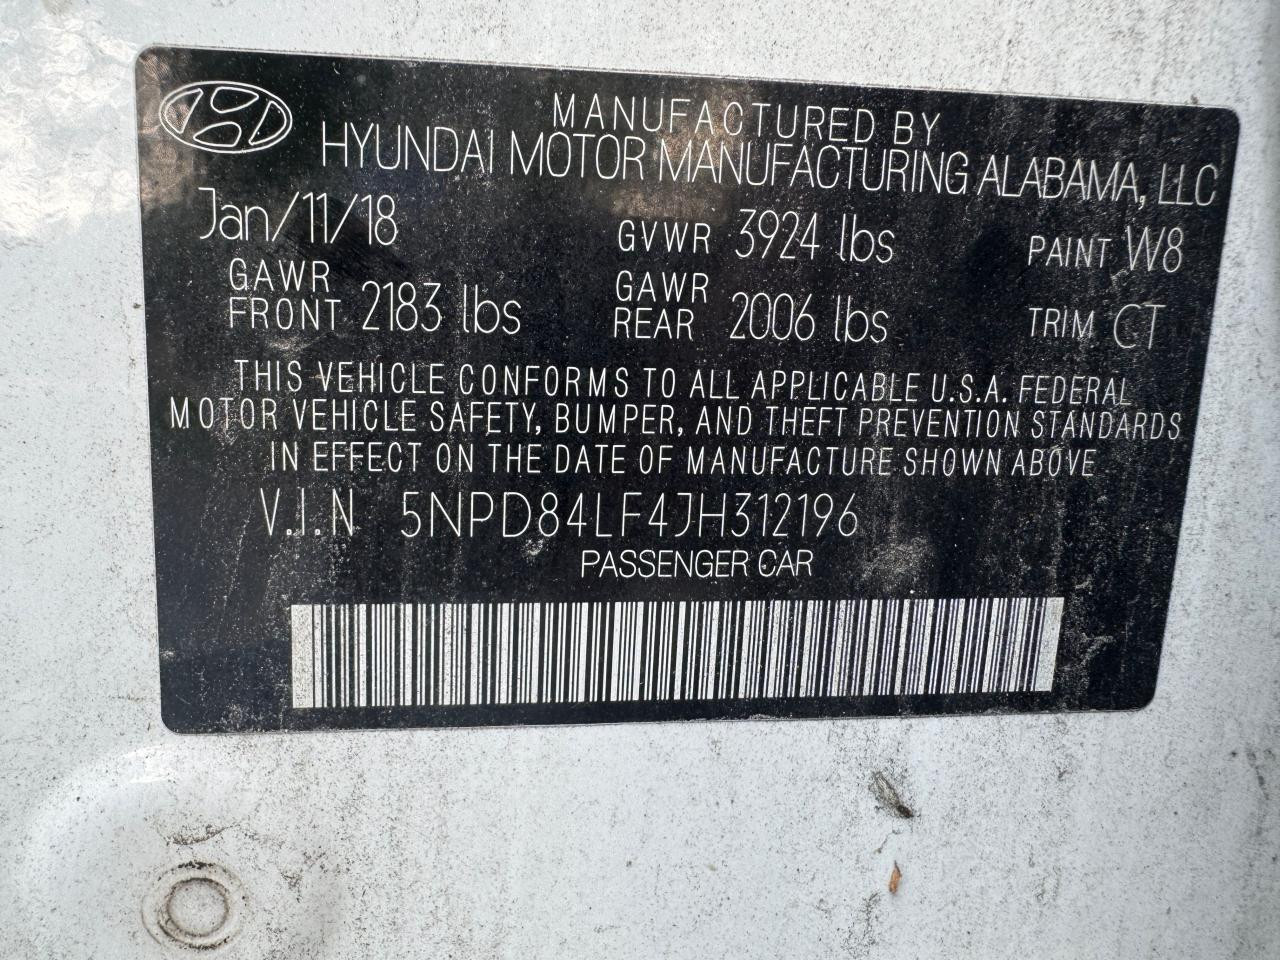 MANUFACTURED BY
HYUNDAI MOTOR MANUFACTURING ALABAMA, LLC
Jan/11/18 GVWR 3924 lbs PAINT W8
GAWR FRONT 2183 lbs GAWR REAR 2006 lbs TRIM CT
THIS VEHICLE CONFORMS TO ALL APPLICABLE U.S.A. FEDERAL
MOTOR VEHICLE SAFETY, BUMPER, AND THEFT PREVENTION STANDARDS
IN EFFECT ON THE DATE OF MANUFACTURE SHOWN ABOVE
V.I.N 5NPD84LF4JH312196
PASSENGER CAR